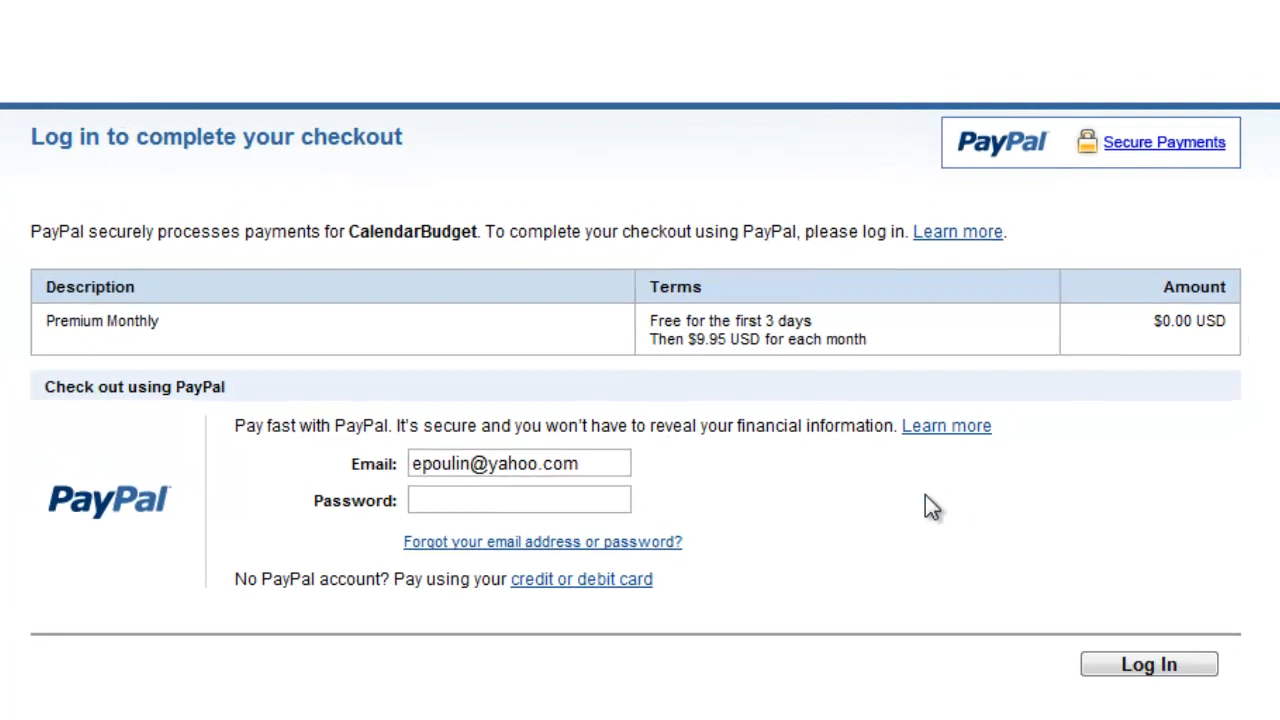 Log in to complete your checkout
PayPal Secure Payments
PayPal securely processes payments for CalendarBudget. To complete your checkout using PayPal, please log in. Learn more.
Description Terms Amount
Premium Monthly Free for the first 3 days $0.00 USD
Then $9.95 USD for each month
Check out using PayPal
Pay fast with PayPal. It's secure and you won't have to reveal your financial information. Learn more
Email: epoulin@yahoo.com
Password:
PayPal
Forgot your email address or password?
No PayPal account? Pay using your credit or debit card
Log In